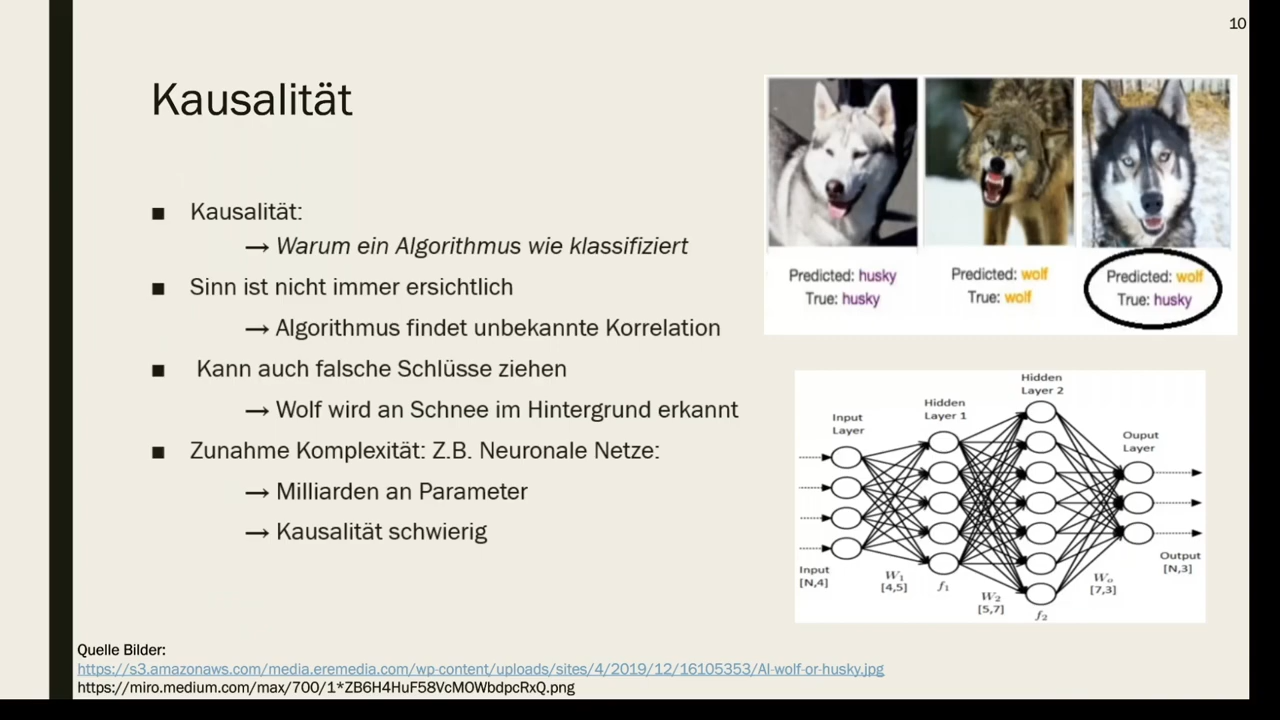 10
Kausalität
■ Kausalität:
→ Warum ein Algorithmus wie klassifiziert
■ Sinn ist nicht immer ersichtlich
→ Algorithmus findet unbekannte Korrelation
■ Kann auch falsche Schlüsse ziehen
→ Wolf wird an Schnee im Hintergrund erkannt
■ Zunahme Komplexität: Z.B. Neuronale Netze:
→ Milliarden an Parameter
→ Kausalität schwierig
Predicted: husky
True: husky
Predicted: wolf
True: wolf
Predicted: wolf
True: husky
Input
Layer
Hidden
Layer 1
Hidden
Layer 2
Ouput
Layer
Input
[N,4]
W₁
[4,5]
f₁
W₂
[5,7]
f₂
Wₒ
[7,3]
Output
[N,3]
Quelle Bilder:
https://s3.amazonaws.com/media.eremedia.com/wp-content/uploads/sites/4/2019/12/16105353/AI-wolf-or-husky.jpg
https://miro.medium.com/max/700/1*ZB6H4HuF58VcMOWbdpcRxQ.png